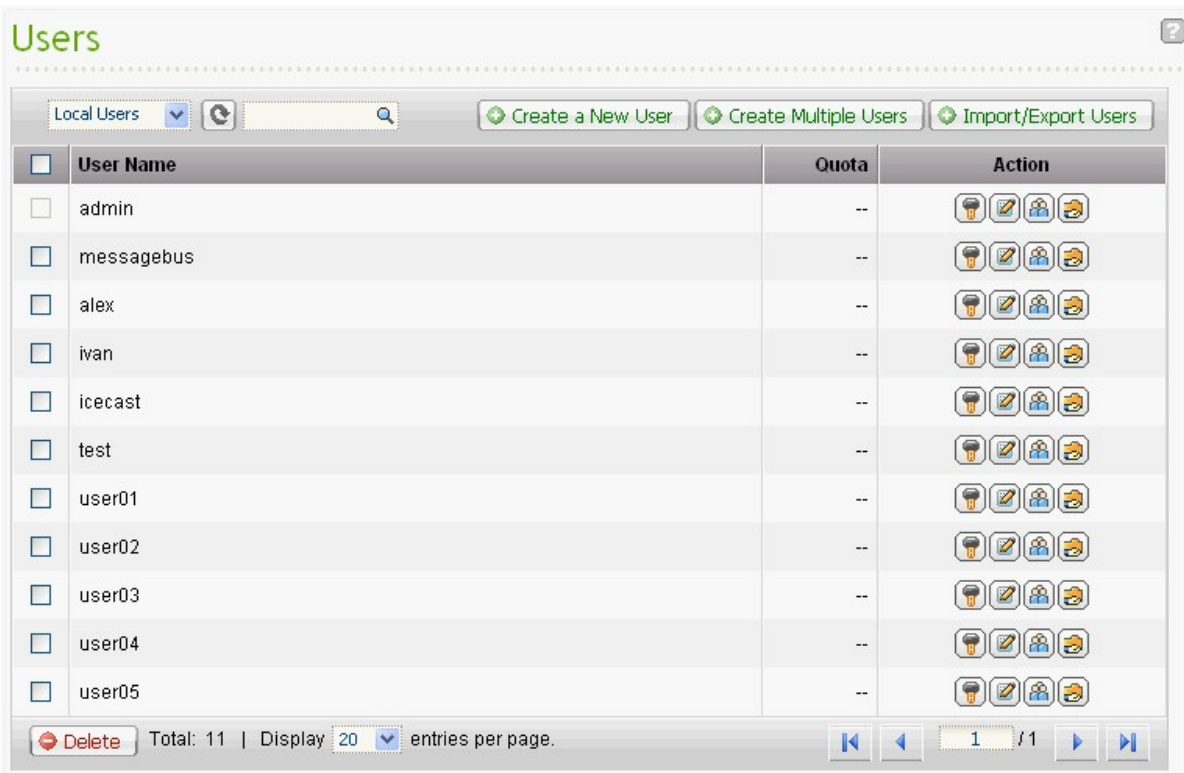 Users
?
Local Users
Create a New User
Create Multiple Users
Import/Export Users
User Name Quota Action
admin --
messagebus --
alex --
ivan --
icecast --
test --
user01 --
user02 --
user03 --
user04 --
user05 --
Delete Total: 11 | Display 20 entries per page. 1 / 1